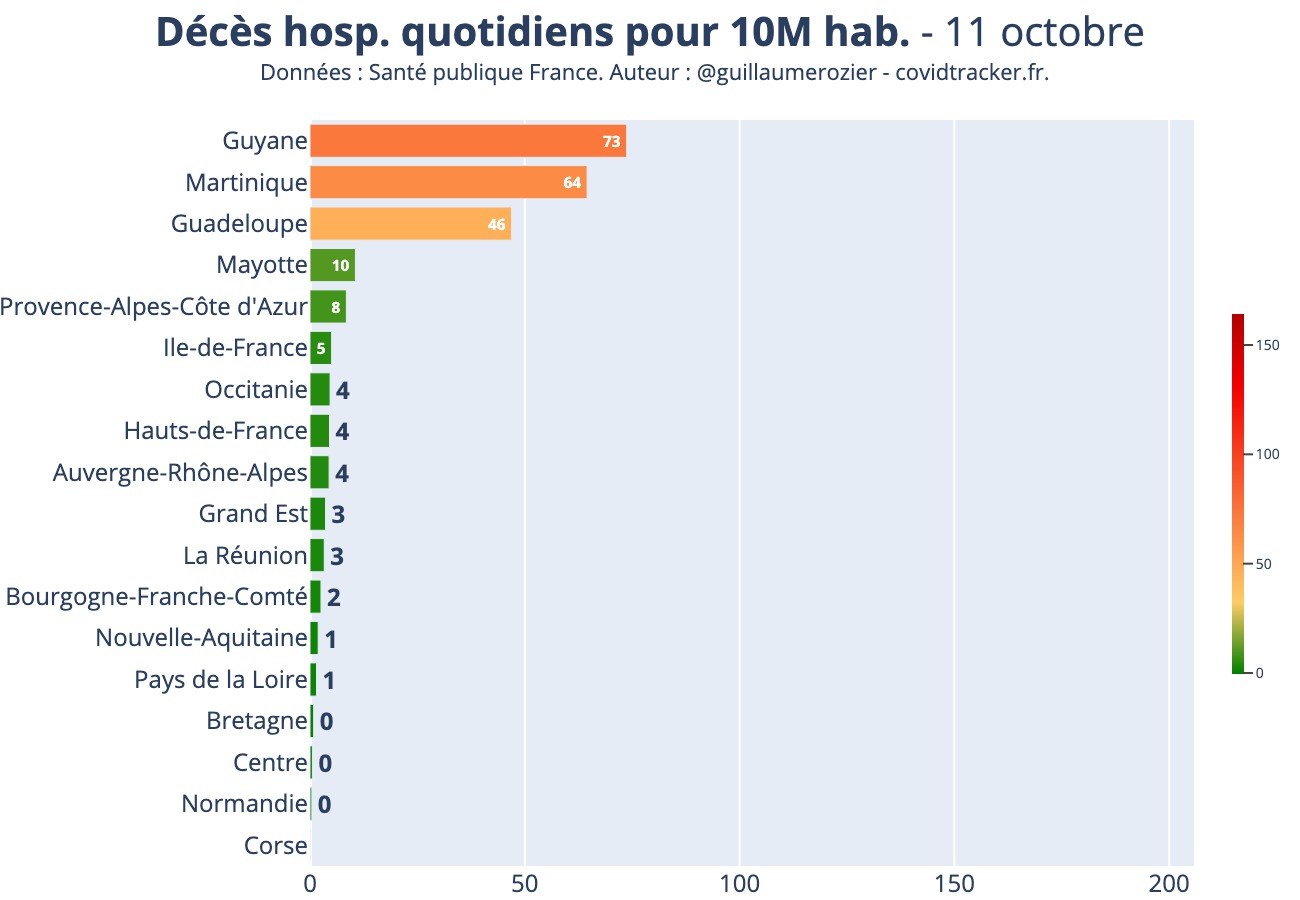 Décès hosp. quotidiens pour 10M hab. - 11 octobre
Données : Santé publique France. Auteur : @guillaumerozier - covidtracker.fr.
Guyane 73
Martinique 64
Guadeloupe 46
Mayotte 10
Provence-Alpes-Côte d'Azur 8
Ile-de-France 5
Occitanie 4
Hauts-de-France 4
Auvergne-Rhône-Alpes 4
Grand Est 3
La Réunion 3
Bourgogne-Franche-Comté 2
Nouvelle-Aquitaine 1
Pays de la Loire 1
Bretagne 0
Centre 0
Normandie 0
Corse
0 50 100 150 200
150
100
50
0